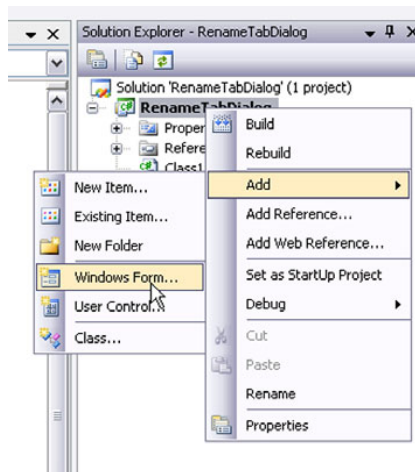 Solution Explorer - RenameTabDialog
Solution 'RenameTabDialog' (1 project)
RenameTabDialog
Proper
Refere
Class1
Build
Rebuild
Add
Add Reference...
Add Web Reference...
Set as StartUp Project
Debug
Cut
Paste
Rename
Properties
New Item...
Existing Item...
New Folder
Windows Form...
User Control...
Class...